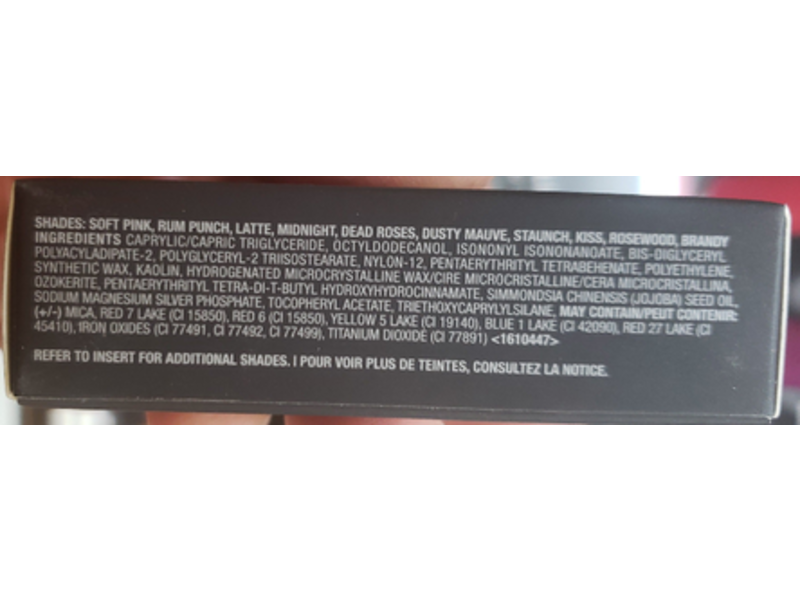 SHADES: SOFT PINK, RUM PUNCH, LATTE, MIDNIGHT, DEAD ROSES, DUSTY MAUVE, STAUNCH, KISS, ROSEWOOD, BRANDY
INGREDIENTS CAPRYLIC/CAPRIC TRIGLYCERIDE, OCTYLDODECANOL, ISONONYL ISONONANOATE, BIS-DIGLYCERYL
POLYACYLADIPATE-2, POLYGLYCERYL-2 TRIISOSTEARATE, NYLON-12, PENTAERYTHRITYL TETRABEHENATE, POLYETHYLENE,
SYNTHETIC WAX, KAOLIN, HYDROGENATED MICROCRYSTALLINE WAX/CIRE MICROCRISTALLINE/CERA MICROCRISTALLINA,
OZOKERITE, PENTAERYTHRITYL TETRA-DI-T-BUTYL HYDROXYHYDROCINNAMATE, SIMMONDSIA CHINENSIS (JOJOBA) SEED OIL,
SODIUM MAGNESIUM SILVER PHOSPHATE, TOCOPHERYL ACETATE, TRIETHOXYCAPRYLYLSILANE, MAY CONTAIN/PEUT CONTENIR:
(+/-) MICA, RED 7 LAKE (CI 15850), RED 6 (CI 15850), YELLOW 5 LAKE (CI 19140), BLUE 1 LAKE (CI 42090), RED 27 LAKE (CI
45410), IRON OXIDES (CI 77491, CI 77492, CI 77499), TITANIUM DIOXIDE (CI 77891) <1610447>
REFER TO INSERT FOR ADDITIONAL SHADES. I POUR VOIR PLUS DE TEINTES, CONSULTEZ LA NOTICE.